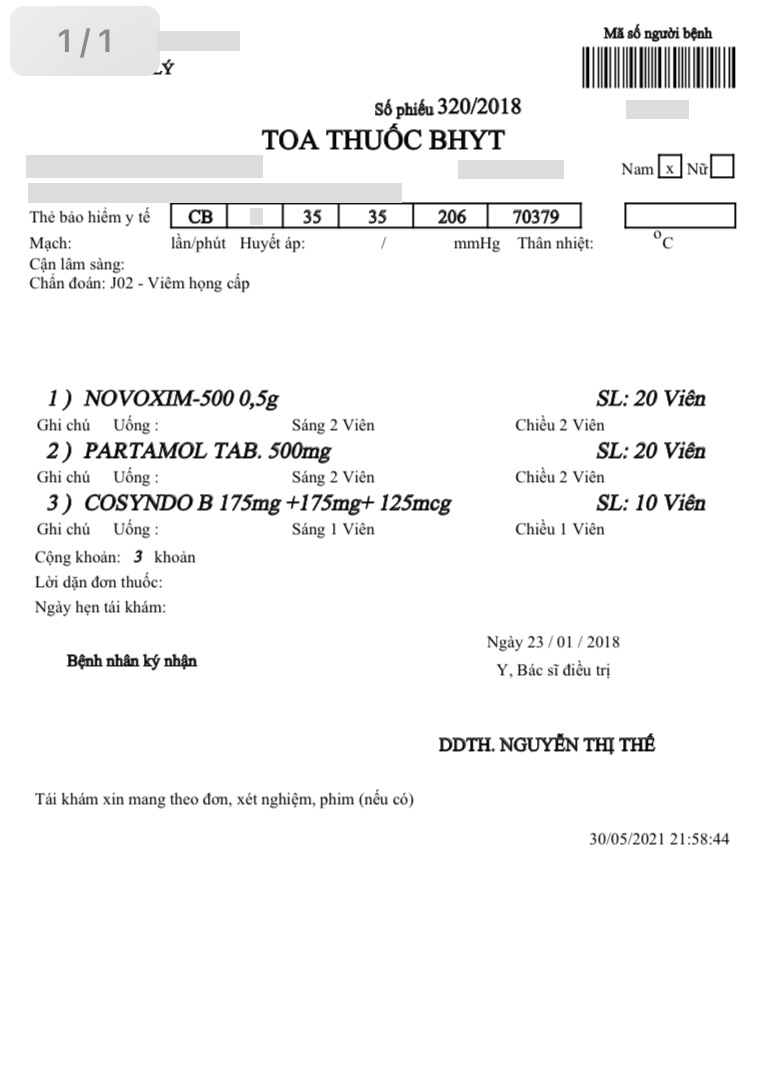 1/1
Mã số người bệnh
LÝ
Số phiếu 320/2018
TOA THUỐC BHYT
Nam x Nữ
Thẻ bảo hiểm y tế CB 35 35 206 70379
Mạch: lần/phút Huyết áp: / mmHg Thân nhiệt: ºC
Cận lâm sàng:
Chẩn đoán: J02 - Viêm họng cấp
1 ) NOVOXIM-500 0,5g SL: 20 Viên
Ghi chú Uống : Sáng 2 Viên Chiều 2 Viên
2 ) PARTAMOL TAB. 500mg SL: 20 Viên
Ghi chú Uống : Sáng 2 Viên Chiều 2 Viên
3 ) COSYNDO B 175mg +175mg+ 125mcg SL: 10 Viên
Ghi chú Uống : Sáng 1 Viên Chiều 1 Viên
Cộng khoản: 3 khoản
Lời dặn đơn thuốc:
Ngày hẹn tái khám:
Ngày 23 / 01 / 2018
Bệnh nhân ký nhận
Y, Bác sĩ điều trị
DDTH. NGUYỄN THỊ THẾ
Tái khám xin mang theo đơn, xét nghiệm, phim (nếu có)
30/05/2021 21:58:44